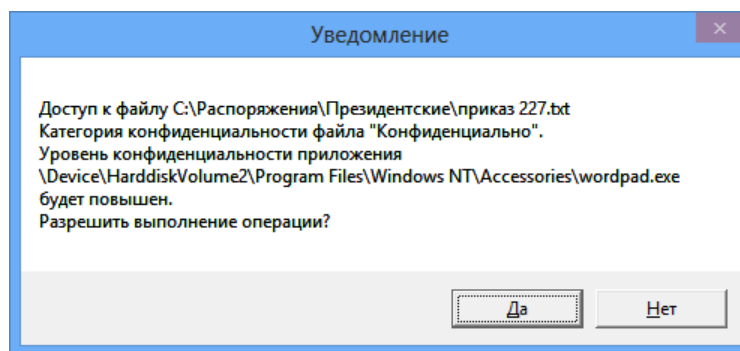 Уведомление
Доступ к файлу C:\Распоряжения\Президентские\приказ 227.txt
Категория конфиденциальности файла "Конфиденциально".
Уровень конфиденциальности приложения
\Device\HarddiskVolume2\Program Files\Windows NT\Accessories\wordpad.exe
будет повышен.
Разрешить выполнение операции?
Да
Нет